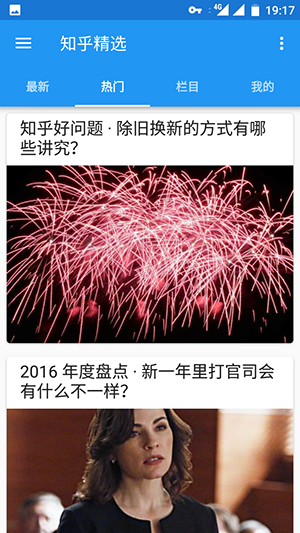 4G 19:17
知乎精选
最新 热门 栏目 我的
知乎好问题 · 除旧换新的方式有哪
些讲究?
2016 年度盘点 · 新一年里打官司会
有什么不一样?